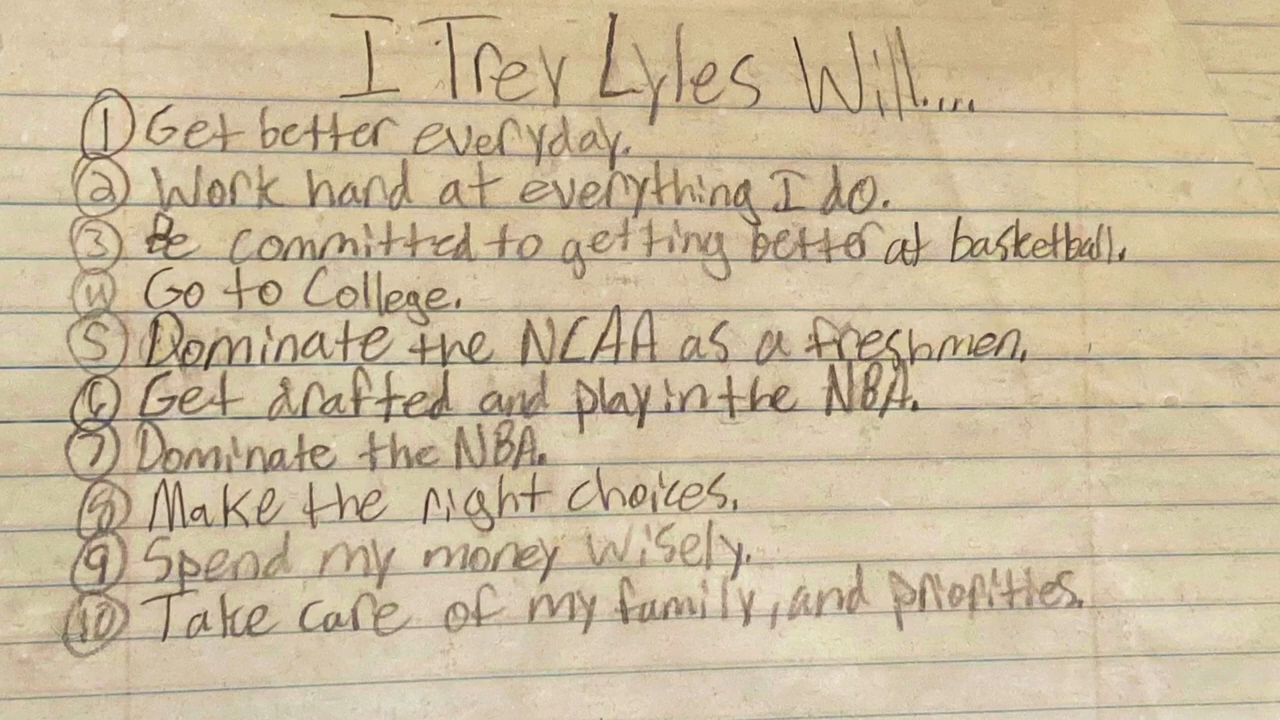 I Trey Lyles Will....
① Get better everyday.
② Work hard at everything I do.
③ Be committed to getting better at basketball.
④ Go to College.
⑤ Dominate the NCAA as a freshmen.
⑥ Get drafted and play in the NBA.
⑦ Dominate the NBA.
⑧ Make the right choices.
⑨ Spend my money wisely.
⑩ Take care of my family, and priorities.